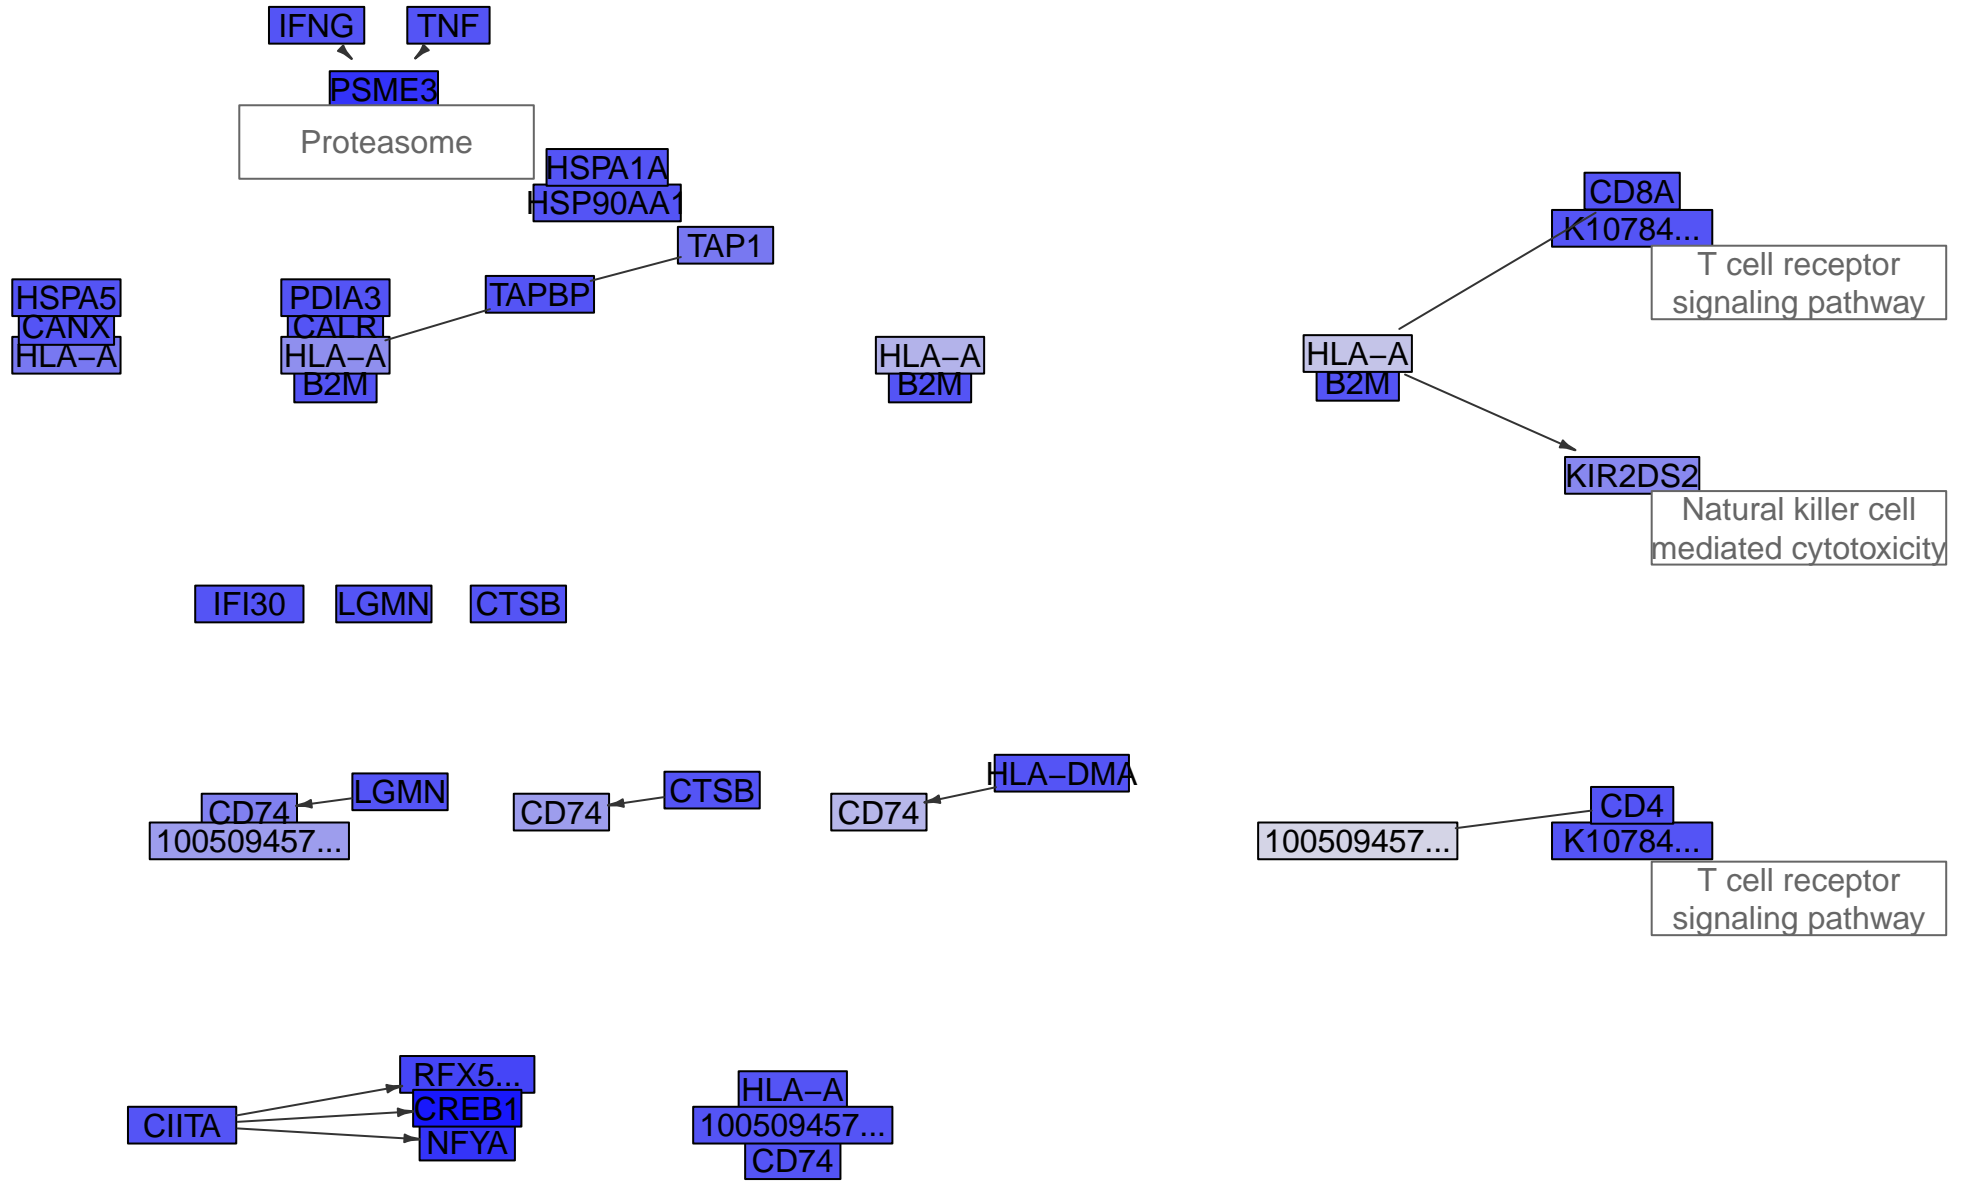 IFNG
TNF
PSME3
Proteasome
HSPA1A
HSP90AA1
TAP1
TAPBP
CD8A
K10784...
T cell receptor
signaling pathway
HSPA5
CANX
HLA−A
PDIA3
CALR
HLA−A
B2M
HLA−A
B2M
HLA−A
B2M
KIR2DS2
Natural killer cell
mediated cytotoxicity
IFI30
LGMN
CTSB
LGMN
CD74
100509457...
CTSB
CD74
HLA−DMA
CD74
CD4
100509457...
K10784...
T cell receptor
signaling pathway
CIITA
RFX5...
CREB1
NFYA
HLA−A
100509457...
CD74